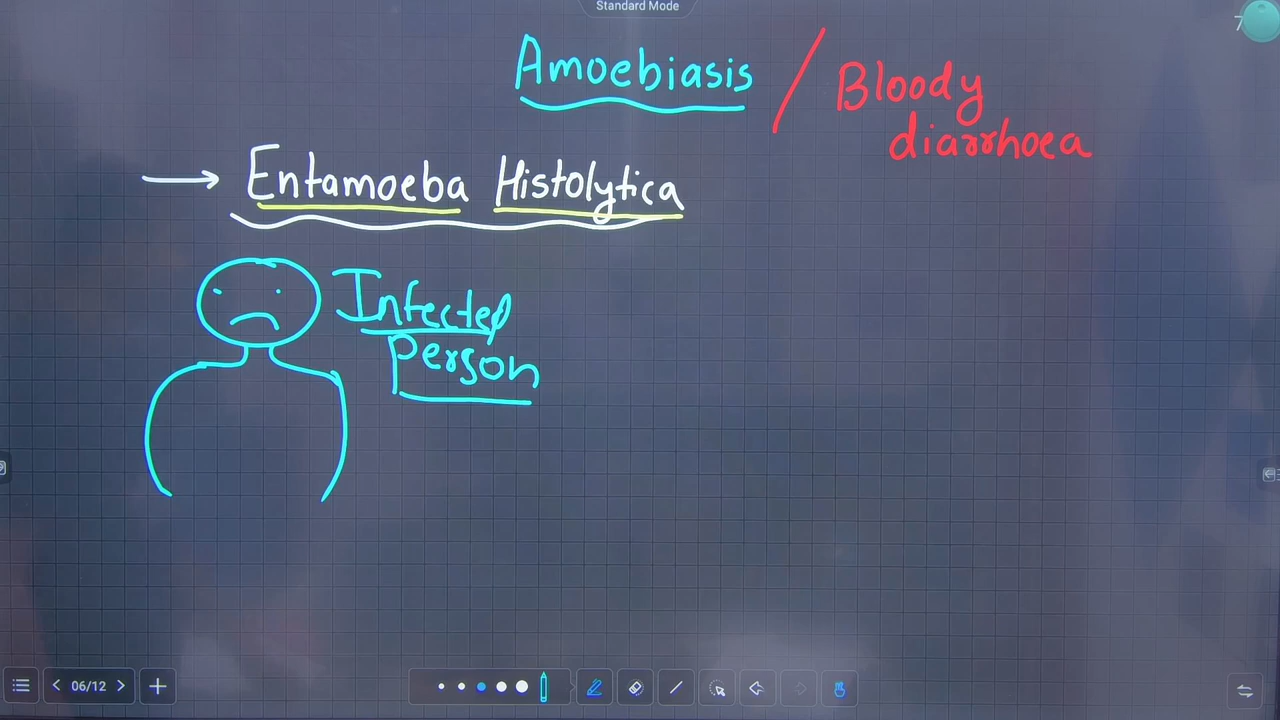 Standard Mode
Amoebiasis / Bloody
diarrhoea
→ Entamoeba Histolytica
Infected
Person
06/12